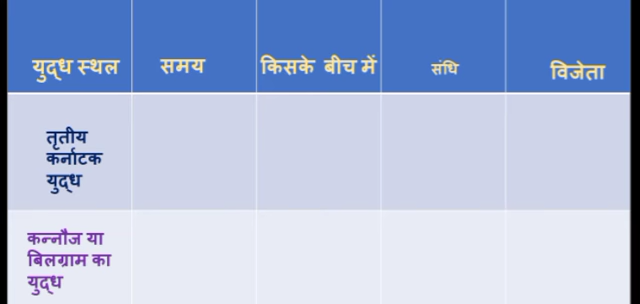 युद्ध स्थल समय किसके बीच में संधि विजेता
तृतीय
कर्नाटक
युद्ध
कन्नौज या
बिलग्राम का
युद्ध